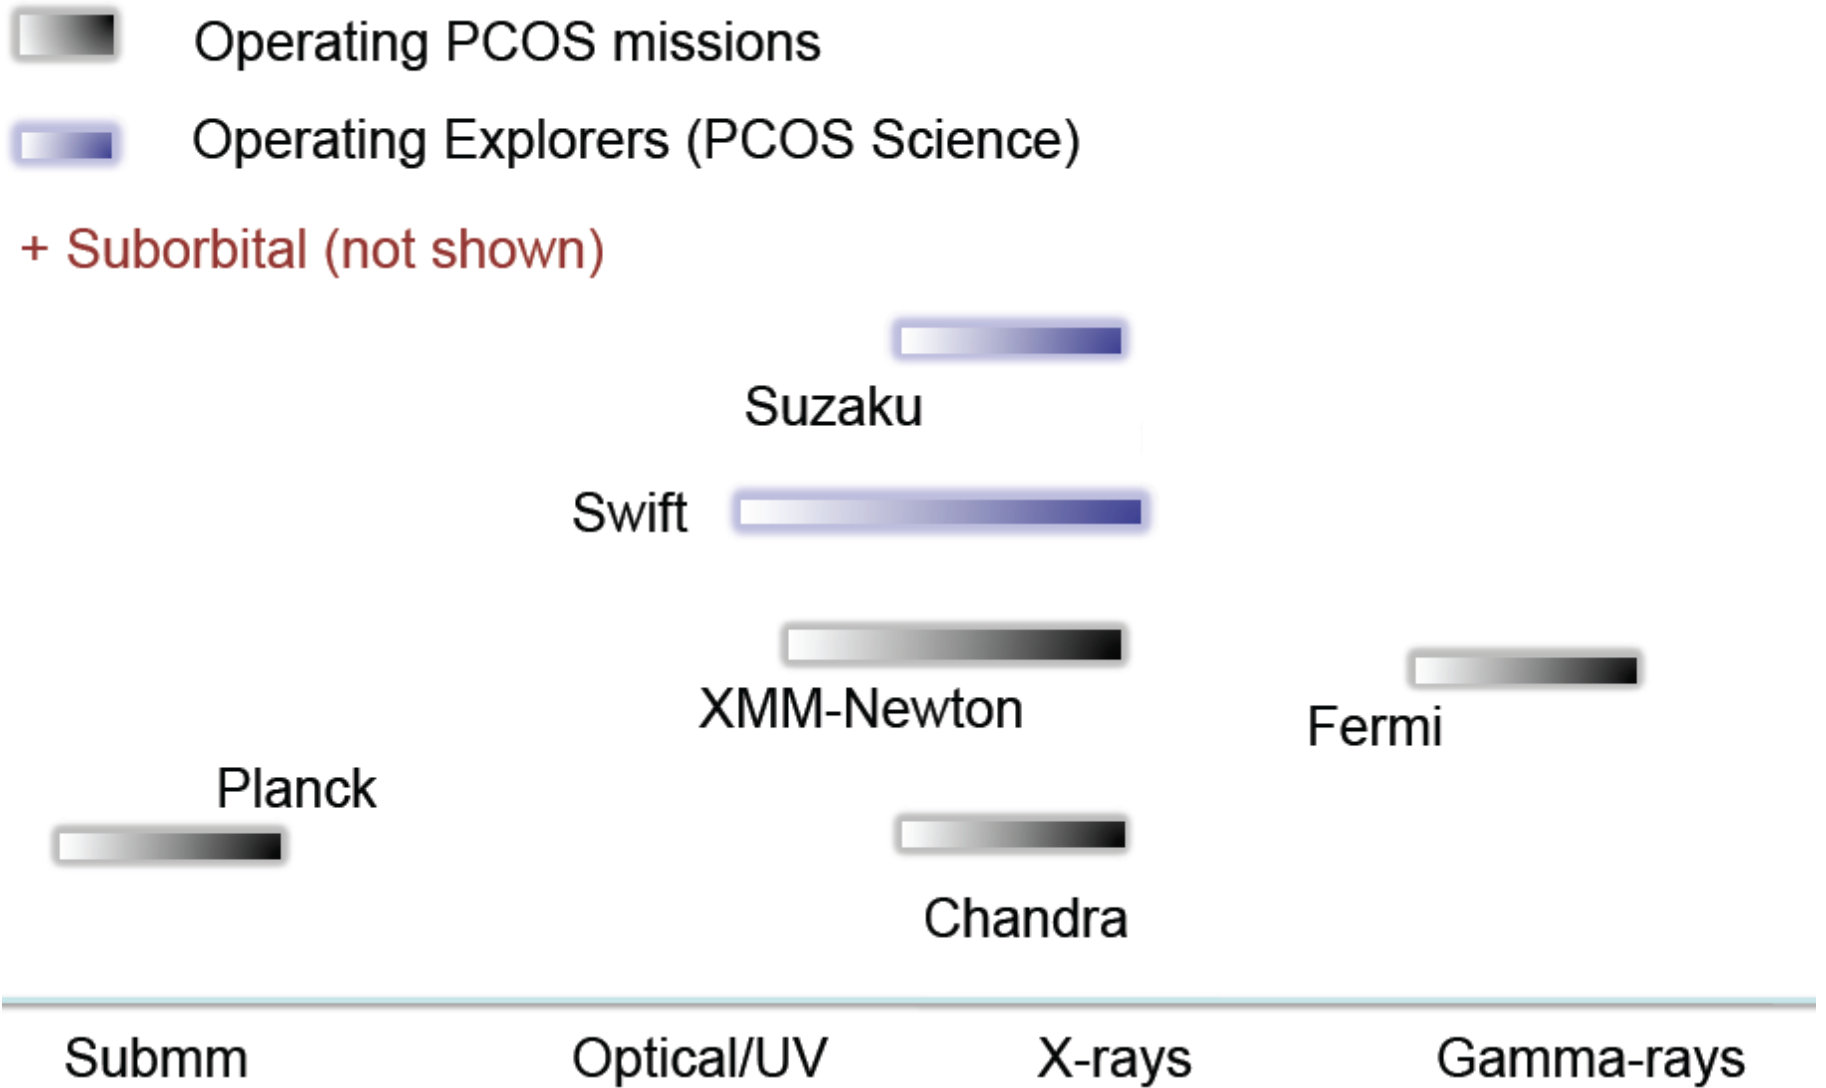 Operating PCOS missions
Operating Explorers (PCOS Science)
+ Suborbital (not shown)
Suzaku
Swift
XMM-Newton
Fermi
Planck
Chandra
Submm Optical/UV X-rays Gamma-rays